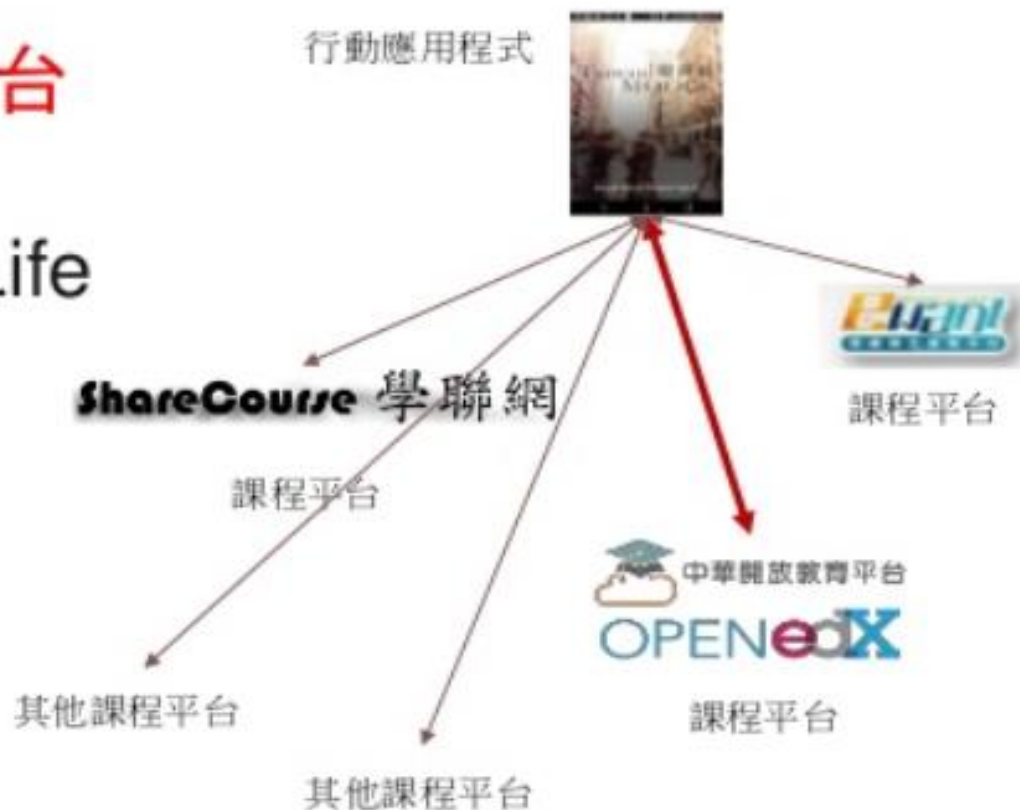 台
行動應用程式
Life
ewant
ShareCourse 學聯網
課程平台
課程平台
中華開放教育平台
OPENedX
課程平台
其他課程平台
其他課程平台